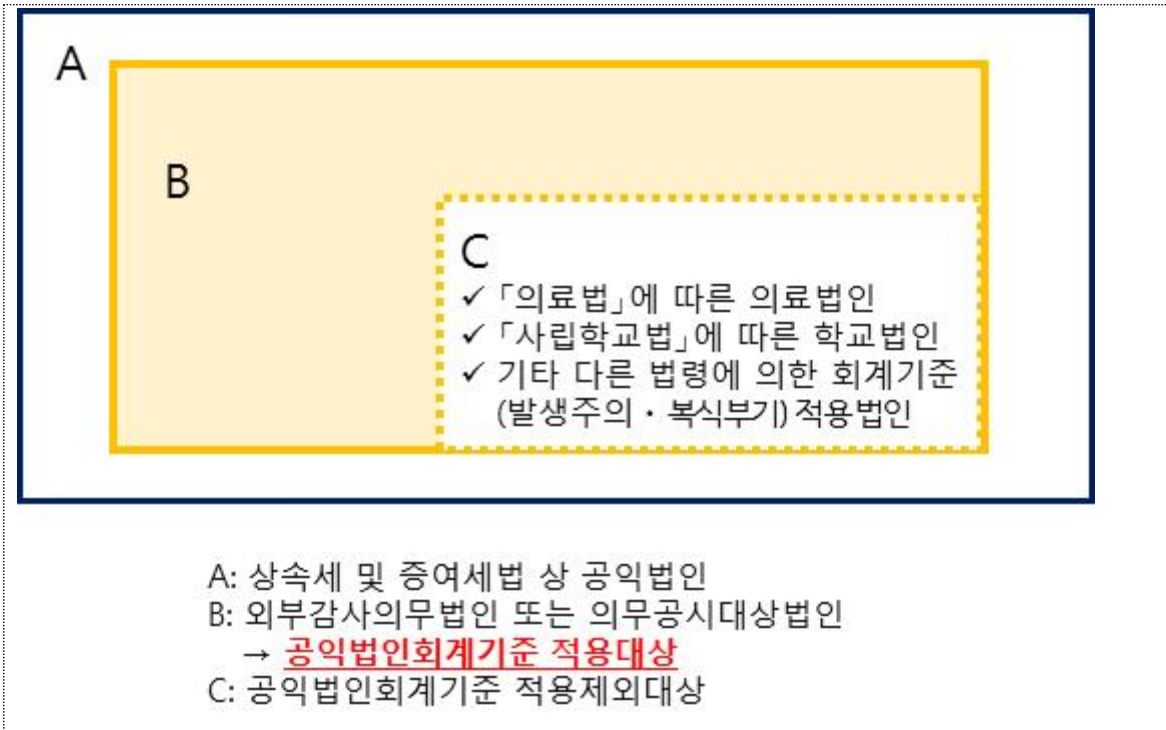 A
B
C
✓ 「의료법」에 따른 의료법인
✓ 「사립학교법」에 따른 학교법인
✓ 기타 다른 법령에 의한 회계기준
(발생주의・복식부기) 적용법인
A: 상속세 및 증여세법 상 공익법인
B: 외부감사의무법인 또는 의무공시대상법인
→ 공익법인회계기준 적용대상
C: 공익법인회계기준 적용제외대상